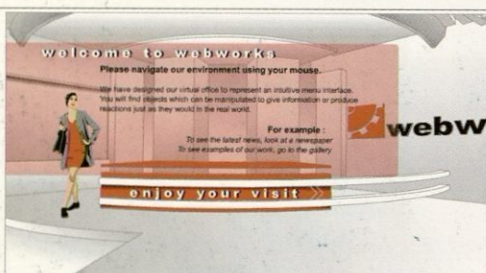 welcome to webworks
Please navigate our environment using your mouse.
We have designed our virtual office to represent an intuitive menu interface.
You will find objects which can be manipulated to give information or produce
reactions just as they would in the real world.
For example :
To see the latest news, look at a newspaper
To see examples of our work, go to the gallery
webw
enjoy your visit